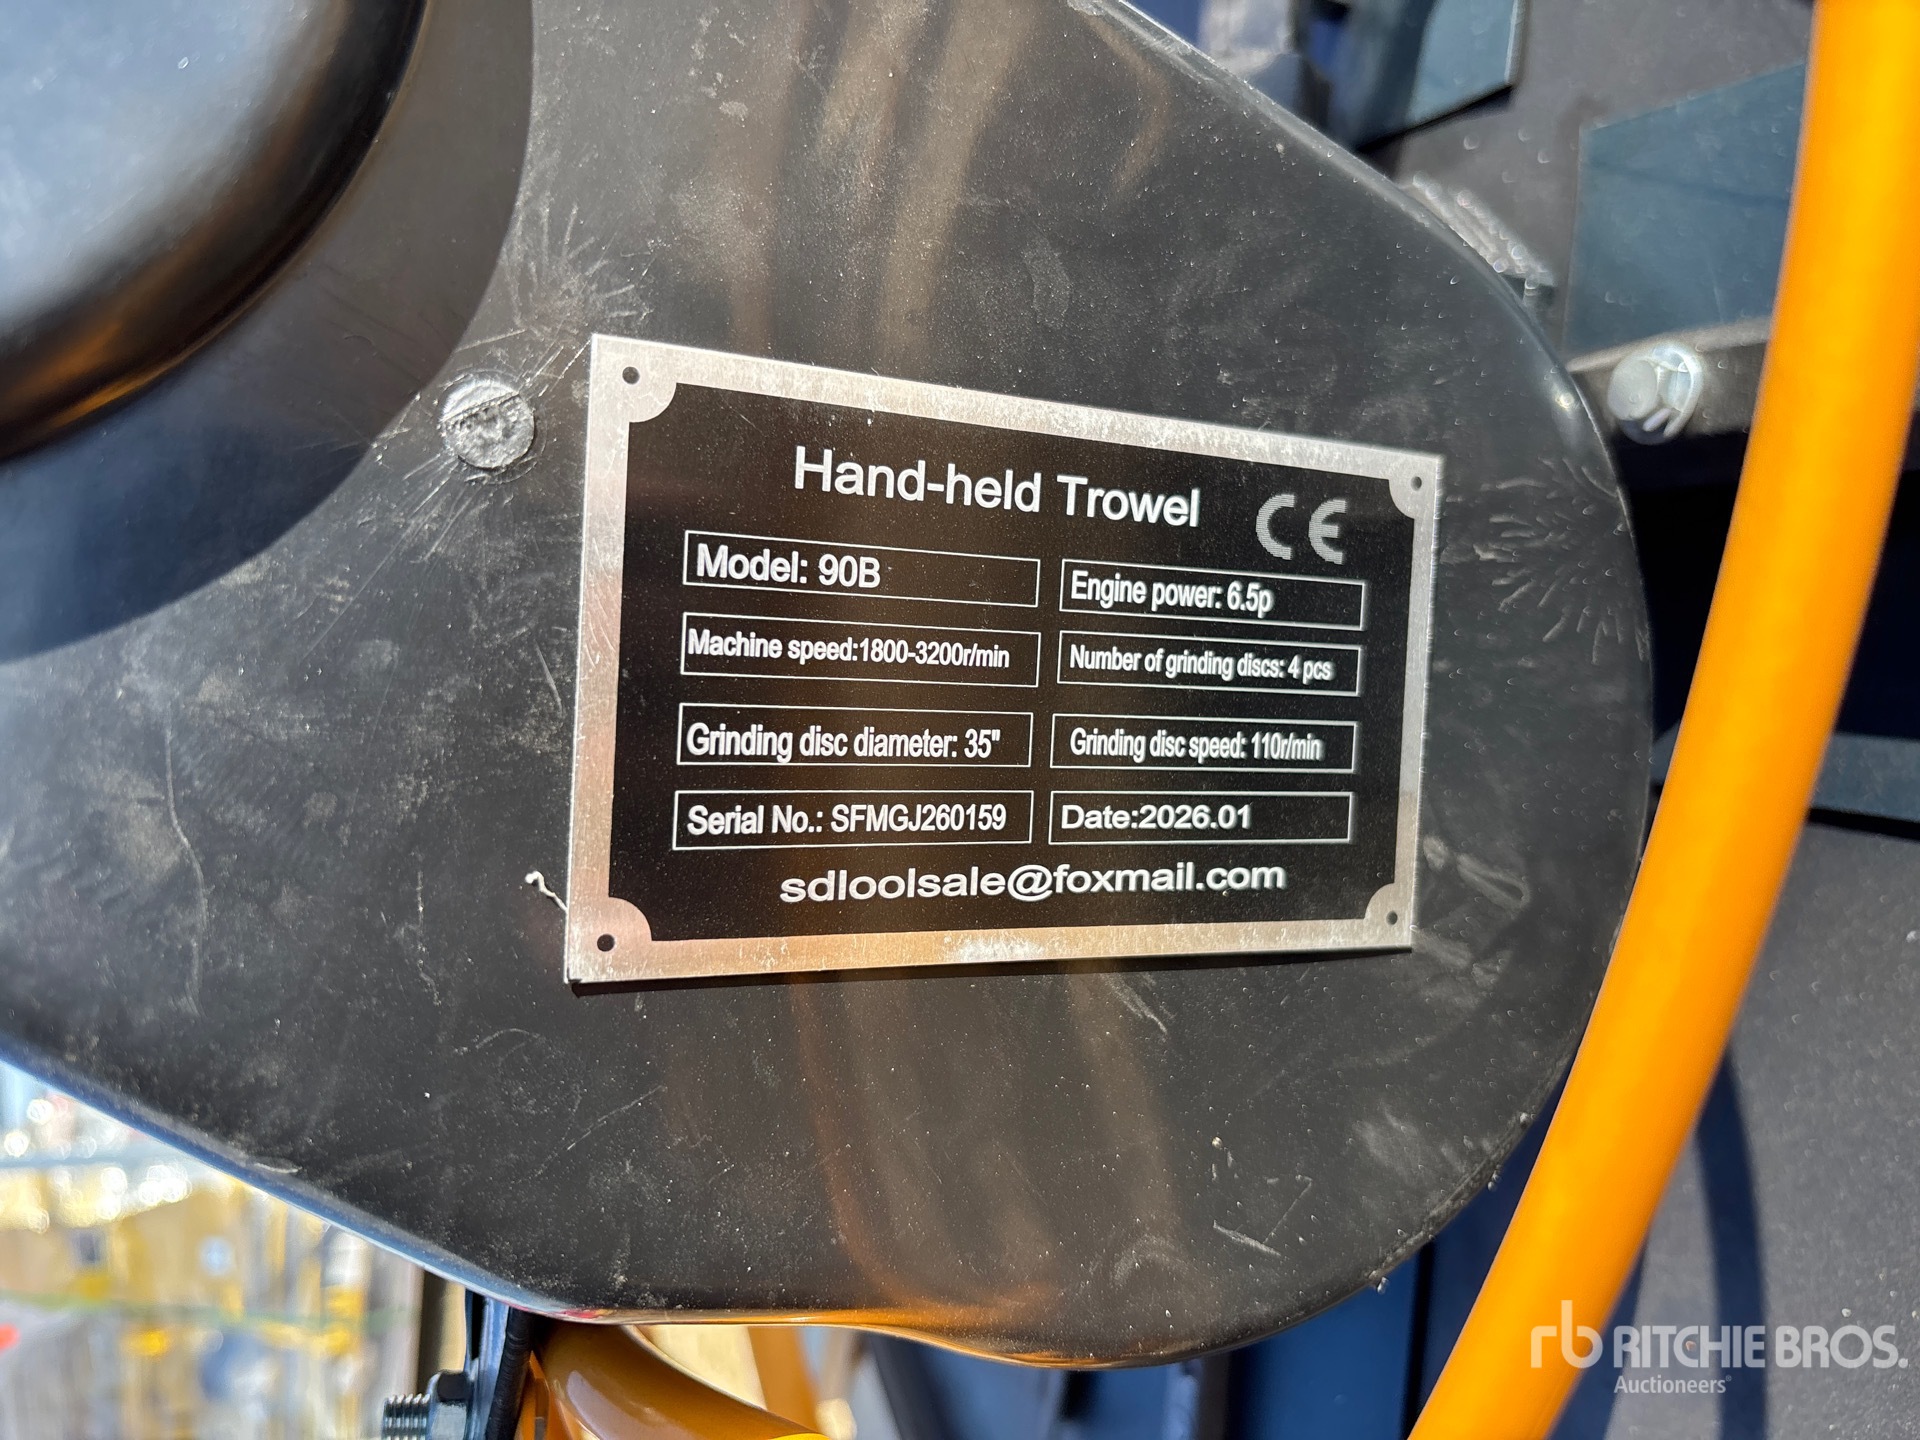 Hand-held Trowel CE
Model: 90B
Engine power: 6.5p
Machine speed:1800-3200r/min
Number of grinding discs: 4 pcs
Grinding disc diameter: 35"
Grinding disc speed: 110r/min
Serial No.: SFMGJ260159
Date:2026.01
sdloolsale@foxmail.com
rb RITCHIE BROS.
Auctioneers